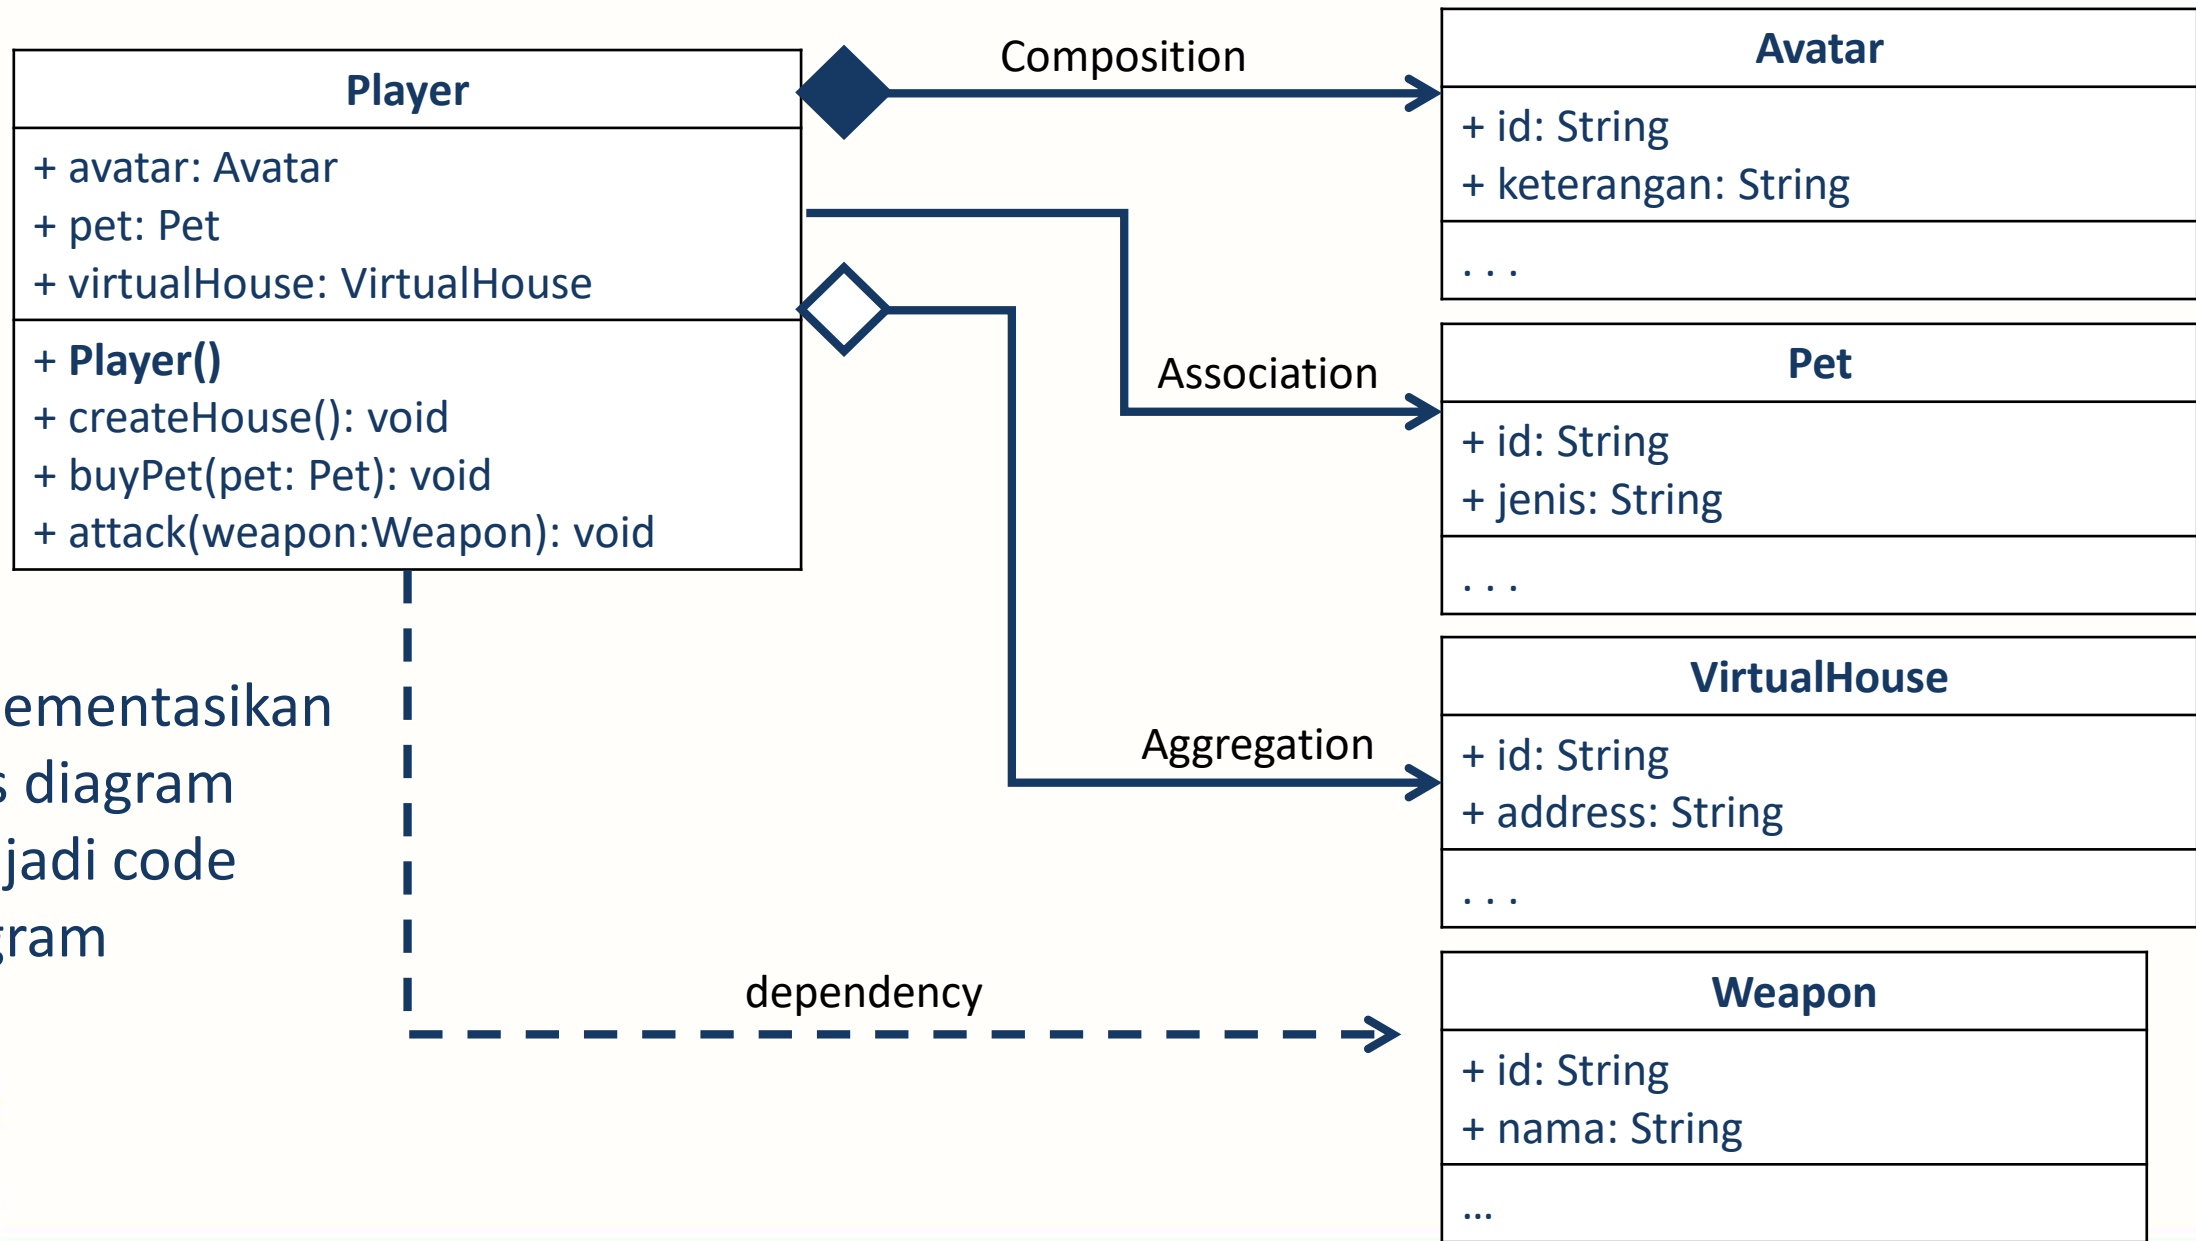 Player
+ avatar: Avatar
+ pet: Pet
+ virtualHouse: VirtualHouse
+ Player()
+ createHouse(): void
+ buyPet(pet: Pet): void
+ attack(weapon:Weapon): void
Composition
Association
Aggregation
dependency
Avatar
+ id: String
+ keterangan: String
. . .
Pet
+ id: String
+ jenis: String
. . .
VirtualHouse
+ id: String
+ address: String
. . .
Weapon
+ id: String
+ nama: String
...
ementasikan
s diagram
jadi code
gram